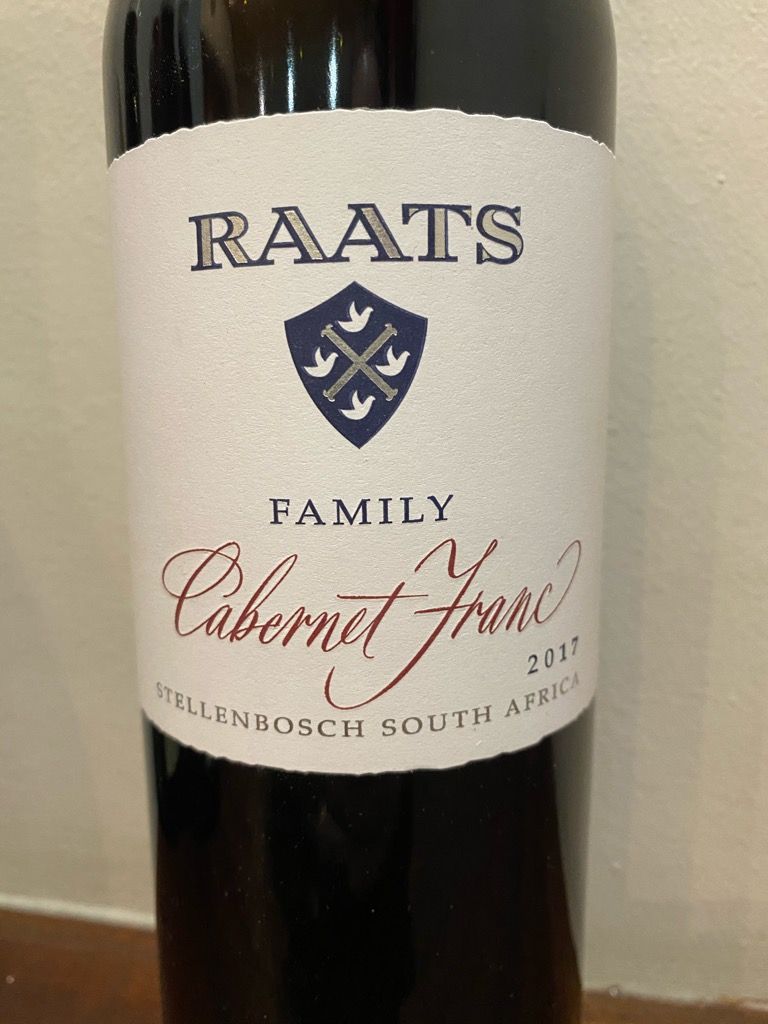 RAATS
FAMILY
Cabernet Franc
2017
STELLENBOSCH SOUTH AFRICA